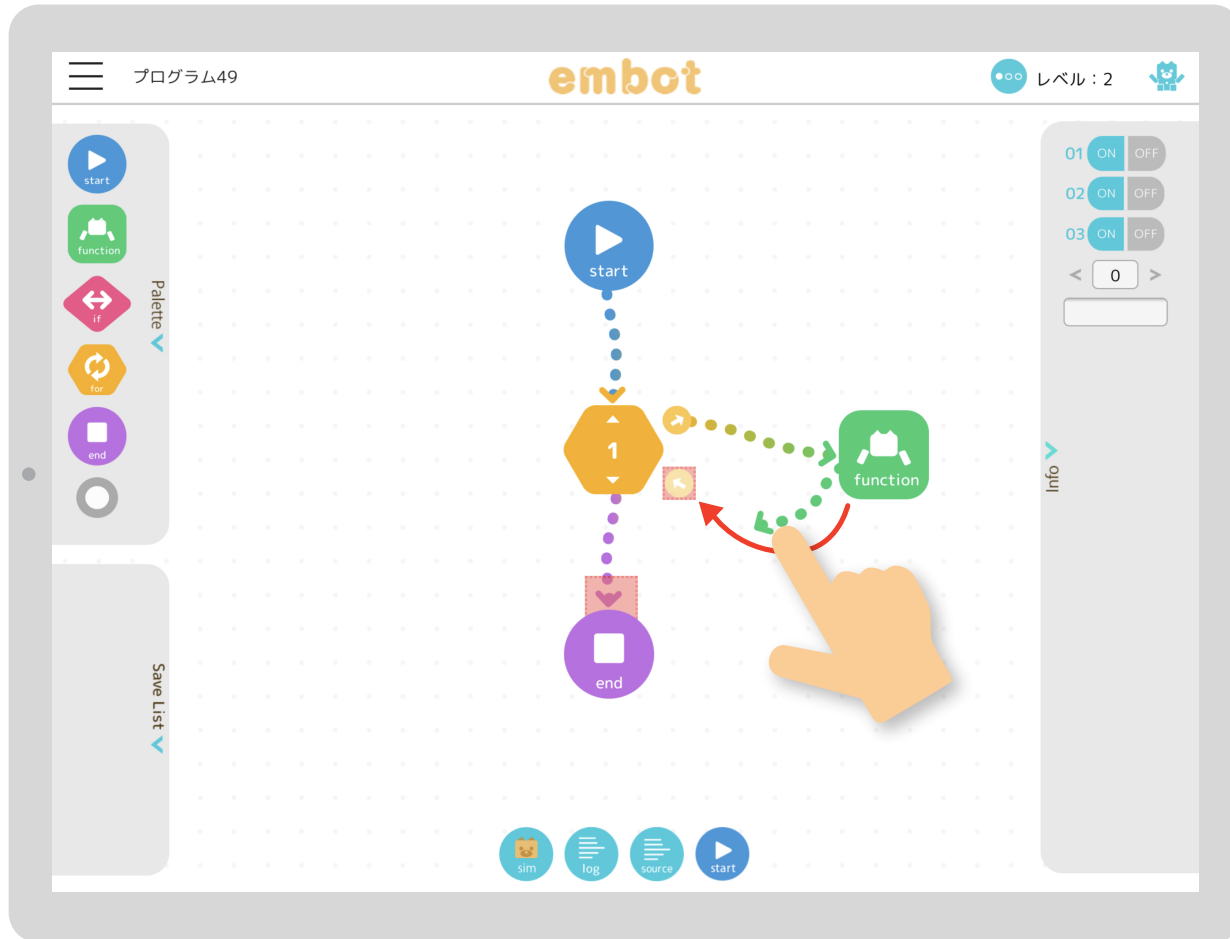 プログラム49
embot
レベル：2
start
function
if
for
end
Palette
Save List
start
1
function
end
01 ON OFF
02 ON OFF
03 ON OFF
< 0 >
Info
sim
log
source
start